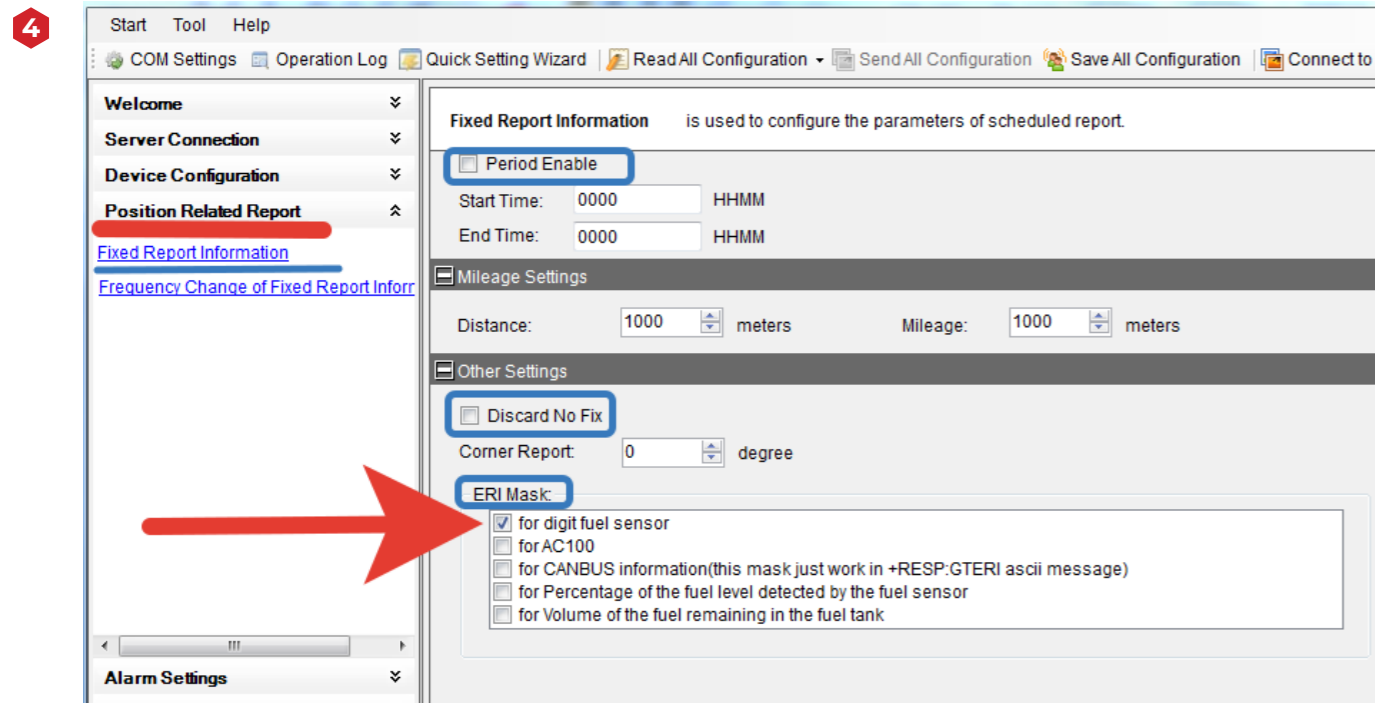 4
Start Tool Help
COM Settings Operation Log Quick Setting Wizard Read All Configuration Send All Configuration Save All Configuration Connect to
Welcome
Server Connection
Device Configuration
Position Related Report
Fixed Report Information
Frequency Change of Fixed Report Inforr
Alarm Settings
Fixed Report Information is used to configure the parameters of scheduled report.
Period Enable
Start Time: 0000 HHMM
End Time: 0000 HHMM
Mileage Settings
Distance: 1000 meters Mileage: 1000 meters
Other Settings
Discard No Fix
Corner Report: 0 degree
ERI Mask:
for digit fuel sensor
for AC100
for CANBUS information(this mask just work in +RESP:GTERI ascii message)
for Percentage of the fuel level detected by the fuel sensor
for Volume of the fuel remaining in the fuel tank